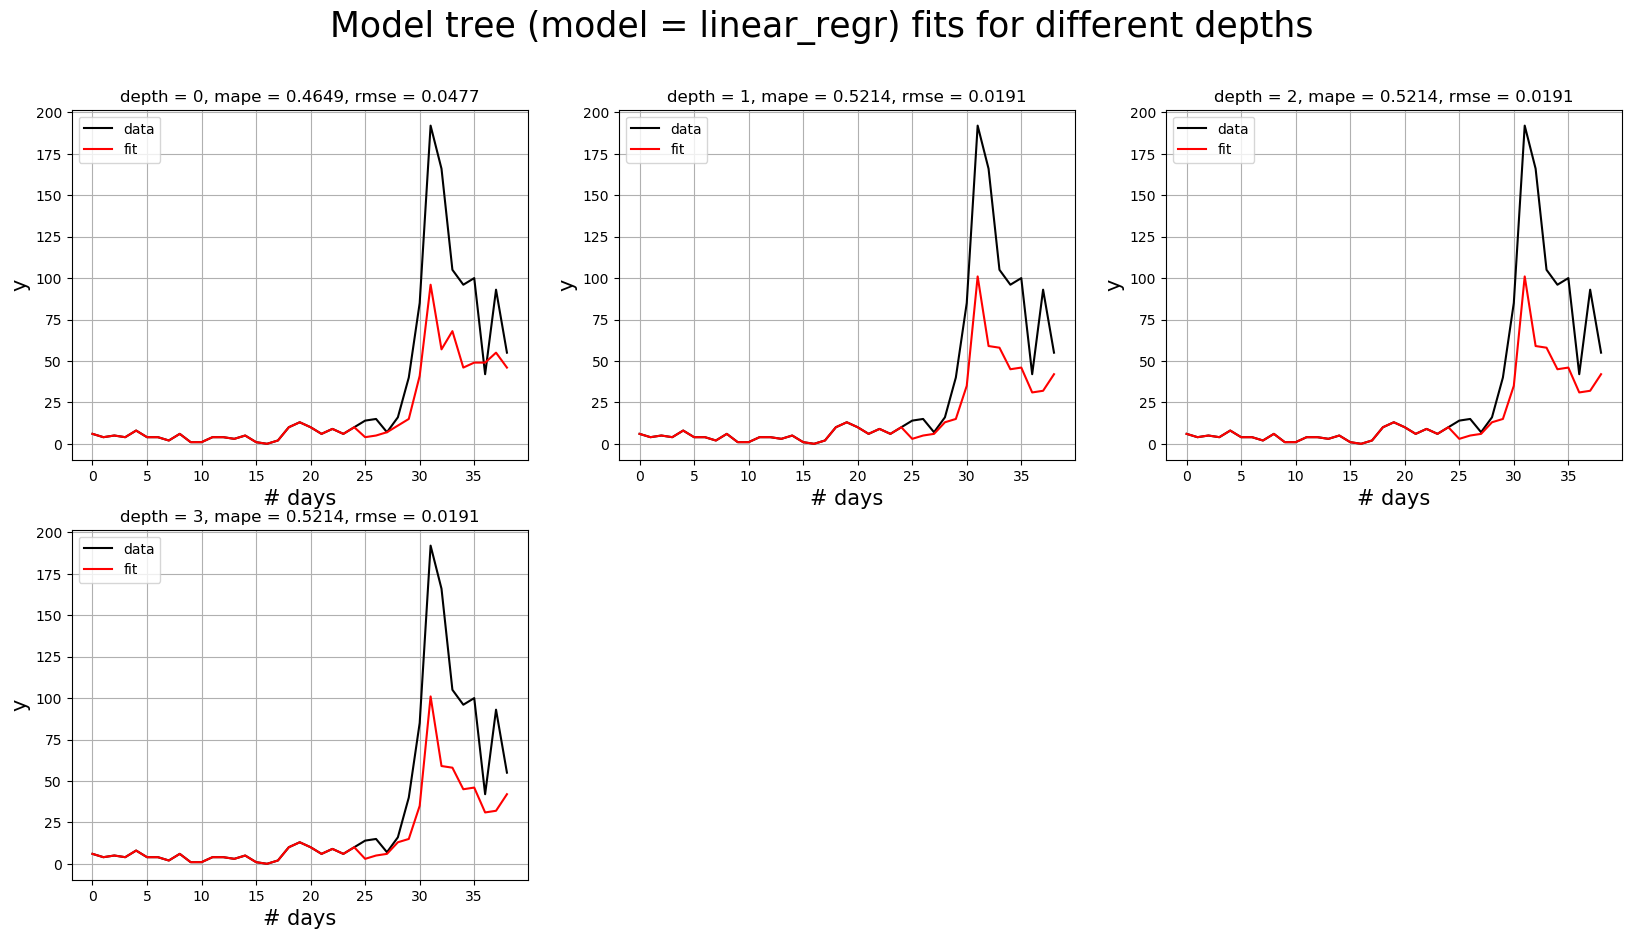 Model tree (model = linear_regr) fits for different depths
depth = 0, mape = 0.4649, rmse = 0.0477
200
175
150
125
100
75
50
25
0
y
data
fit
0 5 10 15 20 25 30 35
# days
depth = 1, mape = 0.5214, rmse = 0.0191
200
175
150
125
100
75
50
25
0
y
data
fit
0 5 10 15 20 25 30 35
# days
depth = 2, mape = 0.5214, rmse = 0.0191
200
175
150
125
100
75
50
25
0
y
data
fit
0 5 10 15 20 25 30 35
# days
depth = 3, mape = 0.5214, rmse = 0.0191
200
175
150
125
100
75
50
25
0
y
data
fit
0 5 10 15 20 25 30 35
# days